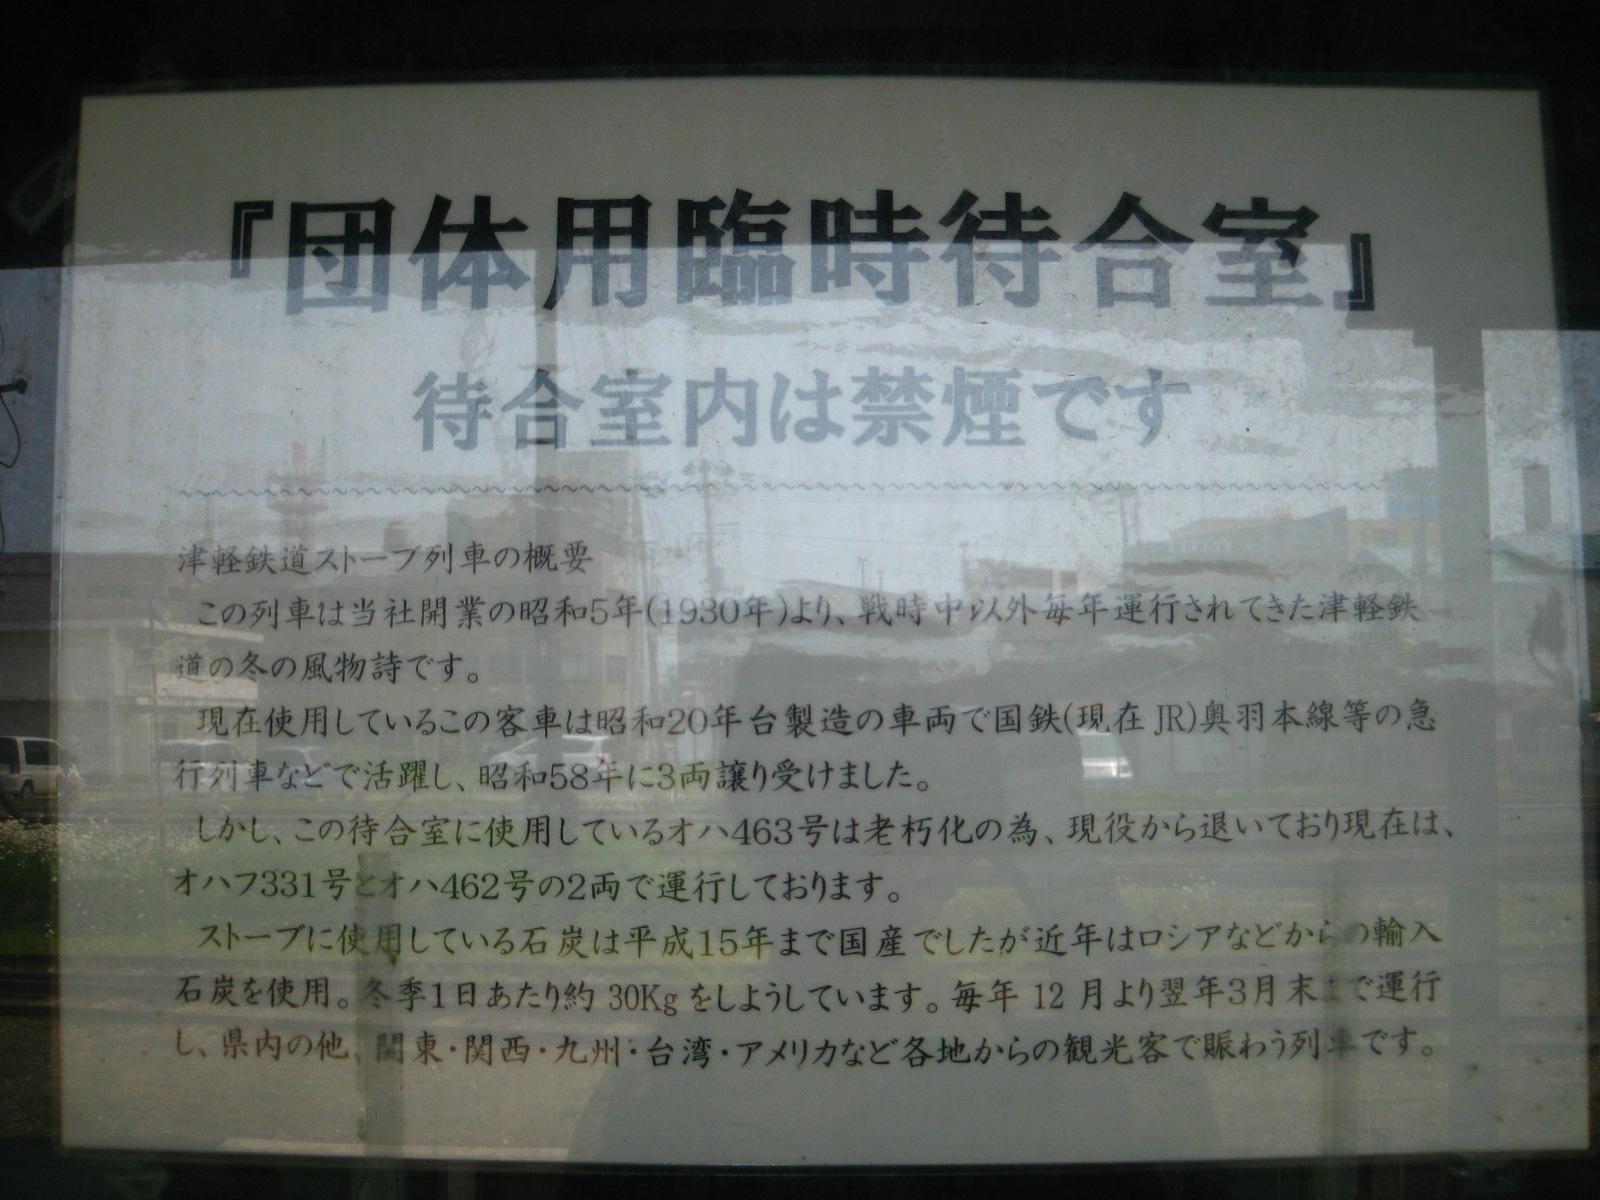 『団体用臨時待合室』
待合室内は禁煙です
津軽鉄道ストーブ列車の概要
この列車は当社開業の昭和5年(1930年)より、戦時中以外毎年運行されてきた津軽鉄
道の冬の風物詩です。
現在使用しているこの客車は昭和20年台製造の車両で国鉄(現在JR)奥羽本線等の急
行列車などで活躍し、昭和58年に3両譲り受けました。
しかし、この待合室に使用しているオハ463号は老朽化の為、現役から退いており現在は、
オハフ331号とオハ462号の2両で運行しております。
ストーブに使用している石炭は平成15年まで国産でしたが近年はロシアなどからの輸入
石炭を使用。冬季1日あたり約30Kgをしようしています。毎年12月より翌年3月末まで運行
し、県内の他、関東・関西・九州・台湾・アメリカなど各地からの観光客で賑わう列車です。